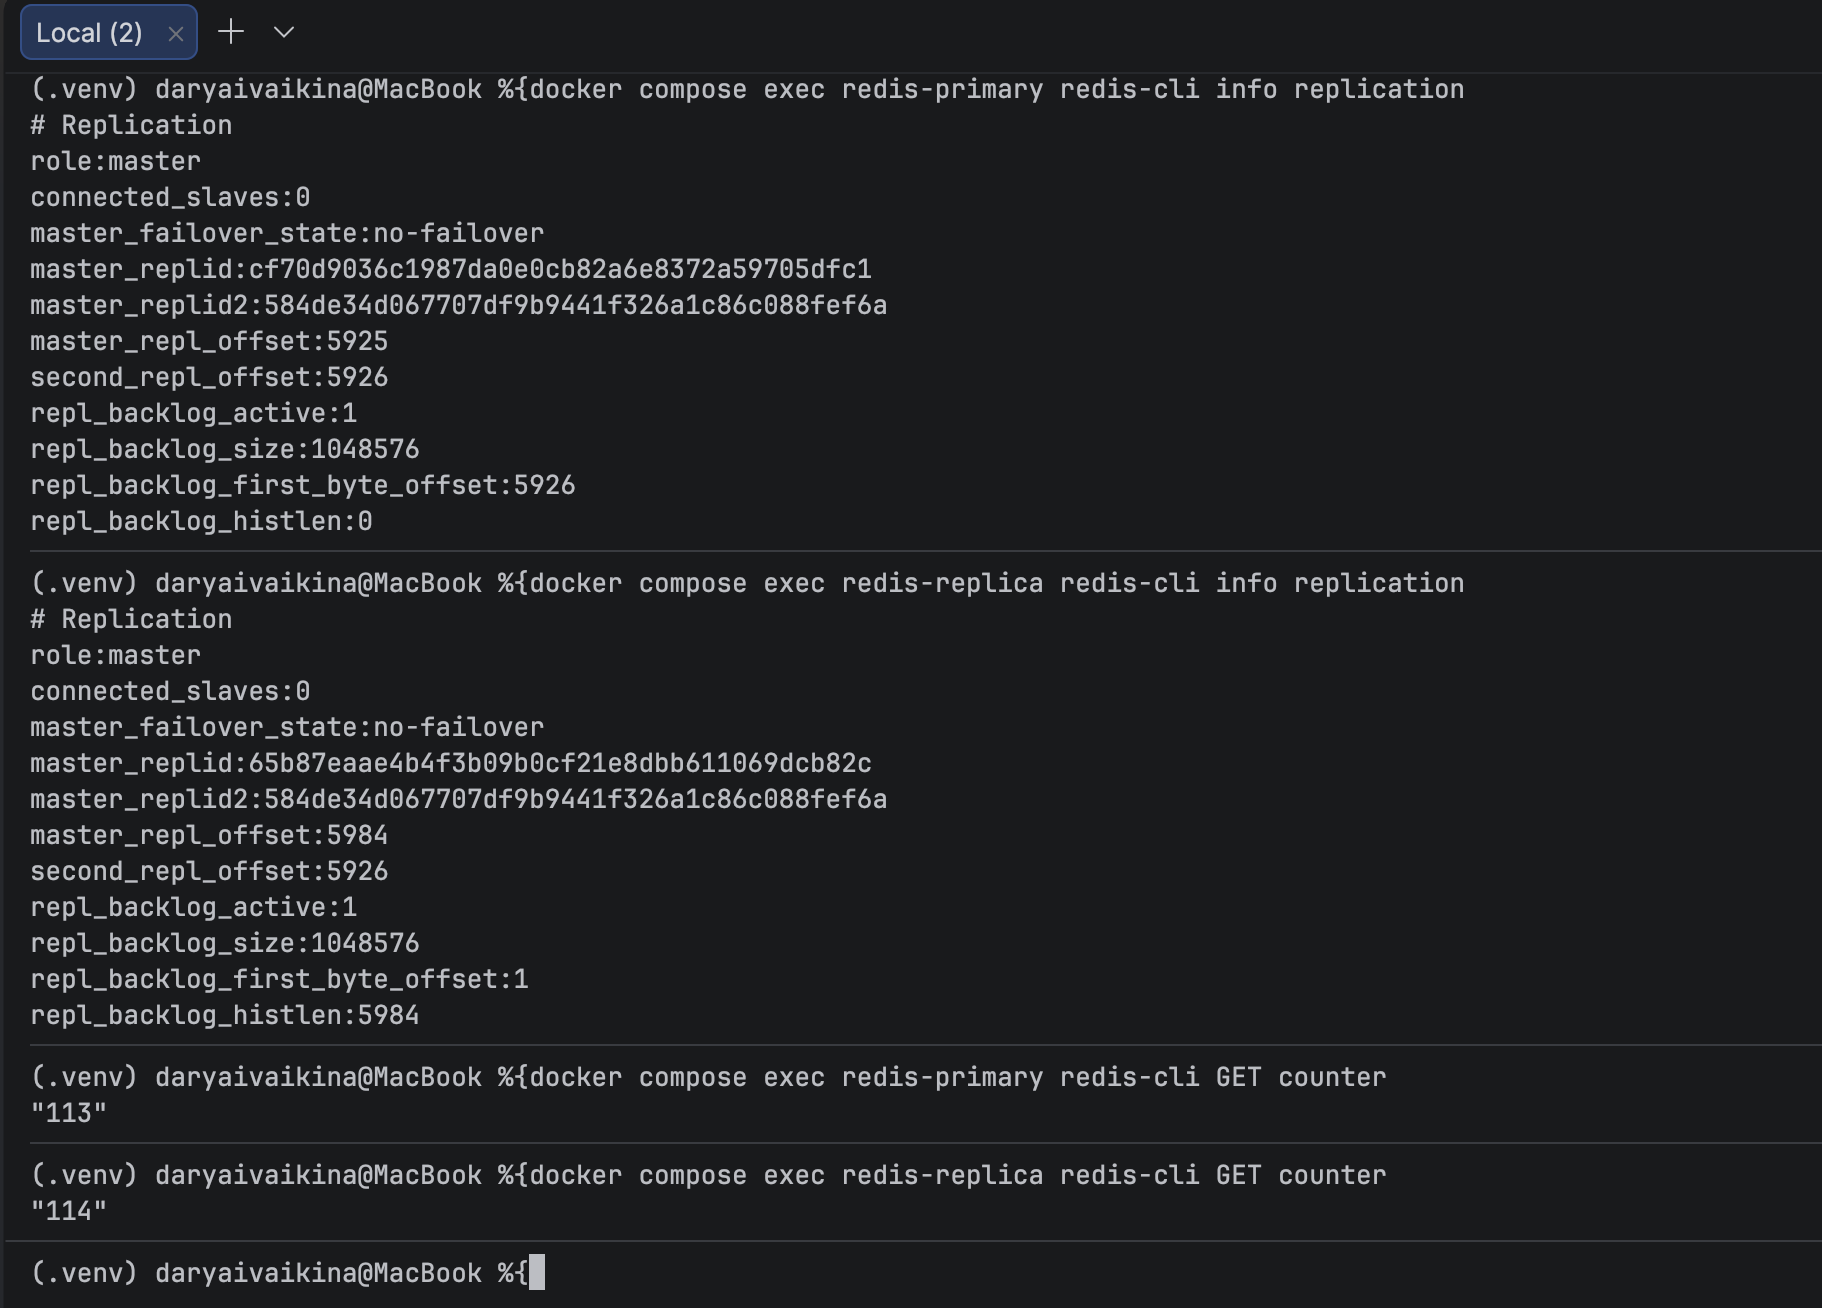 Local (2)
(.venv) daryaivaikina@MacBook %{docker compose exec redis-primary redis-cli info replication
# Replication
role:master
connected_slaves:0
master_failover_state:no-failover
master_replid:cf70d9036c1987da0e0cb82a6e8372a59705dfc1
master_replid2:584de34d067707df9b9441f326a1c86c088fef6a
master_repl_offset:5925
second_repl_offset:5926
repl_backlog_active:1
repl_backlog_size:1048576
repl_backlog_first_byte_offset:5926
repl_backlog_histlen:0
(.venv) daryaivaikina@MacBook %{docker compose exec redis-replica redis-cli info replication
# Replication
role:master
connected_slaves:0
master_failover_state:no-failover
master_replid:65b87eaae4b4f3b09b0cf21e8dbb611069dcb82c
master_replid2:584de34d067707df9b9441f326a1c86c088fef6a
master_repl_offset:5984
second_repl_offset:5926
repl_backlog_active:1
repl_backlog_size:1048576
repl_backlog_first_byte_offset:1
repl_backlog_histlen:5984
(.venv) daryaivaikina@MacBook %{docker compose exec redis-primary redis-cli GET counter
"113"
(.venv) daryaivaikina@MacBook %{docker compose exec redis-replica redis-cli GET counter
"114"
(.venv) daryaivaikina@MacBook %{